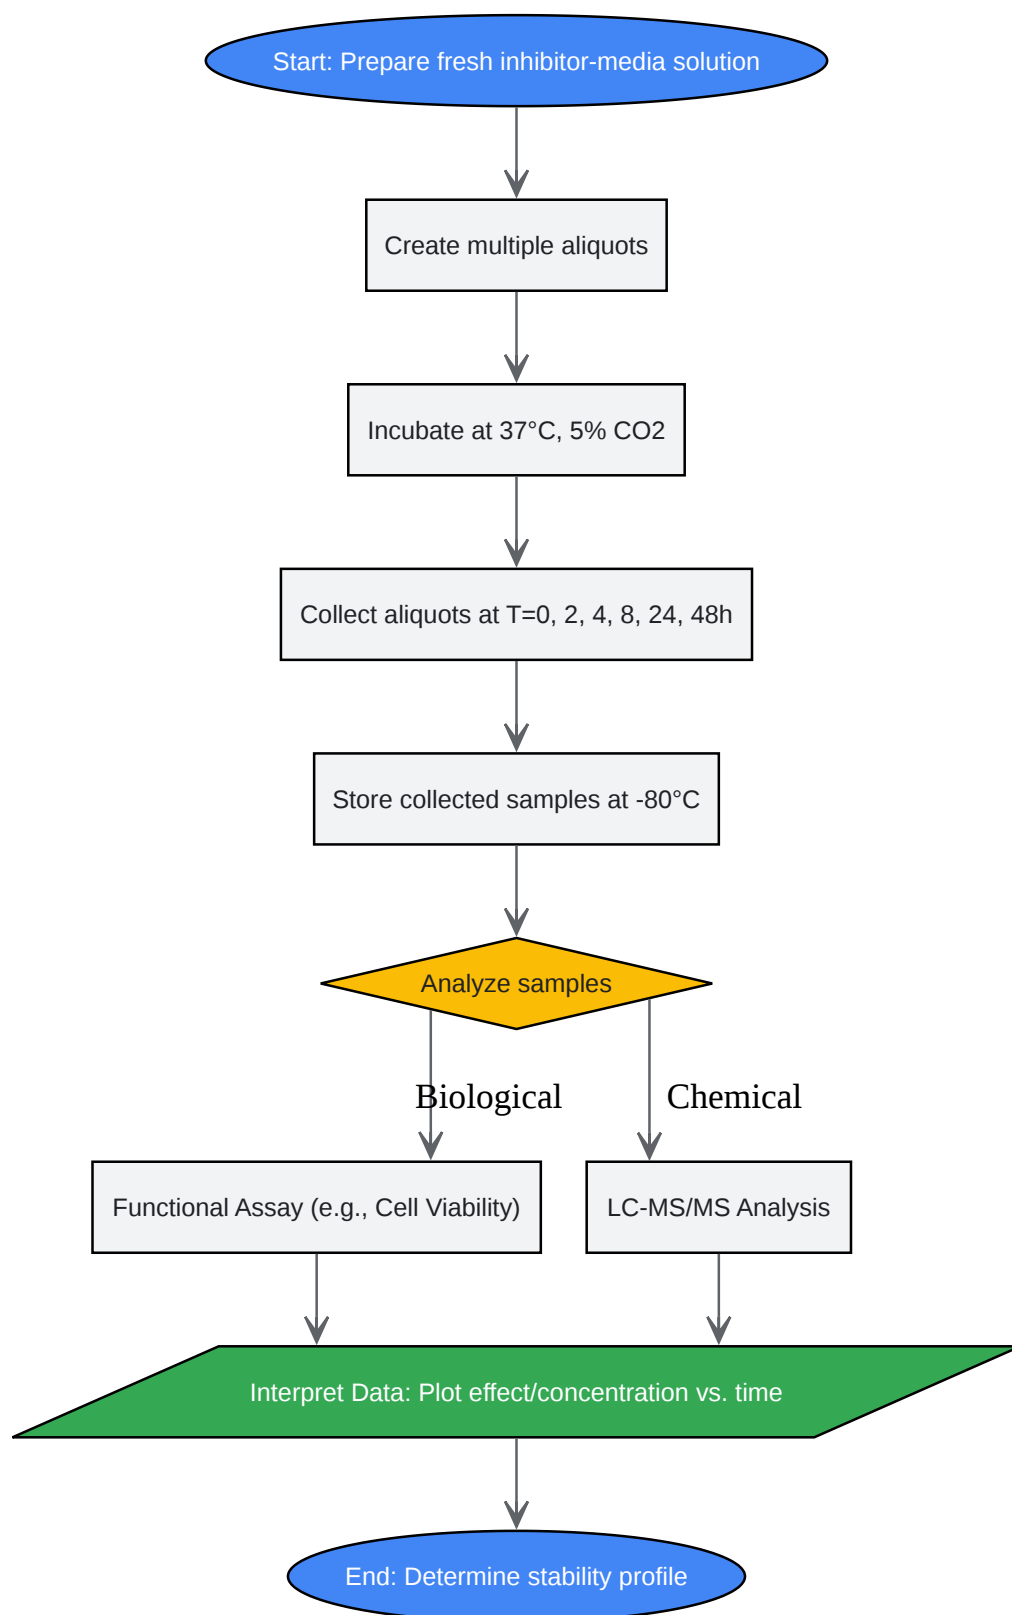 Start: Prepare fresh inhibitor-media solution
Create multiple aliquots
Incubate at 37°C, 5% CO2
Collect aliquots at T=0, 2, 4, 8, 24, 48h
Store collected samples at -80°C
Analyze samples
Biological
Chemical
Functional Assay (e.g., Cell Viability)
LC-MS/MS Analysis
Interpret Data: Plot effect/concentration vs. time
End: Determine stability profile